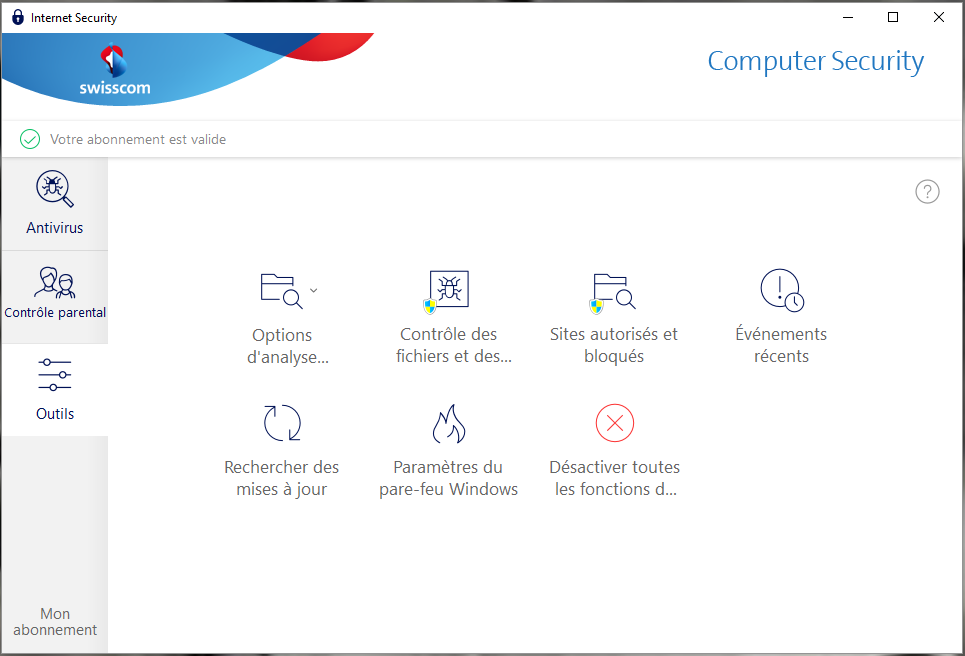 Internet Security
swisscom
Computer Security
Votre abonnement est valide
Antivirus
Contrôle parental
Outils
Mon
abonnement
?
Options
d'analyse...
Contrôle des
fichiers et des...
Sites autorisés et
bloqués
Événements
récents
Rechercher des
mises à jour
Paramètres du
pare-feu Windows
Désactiver toutes
les fonctions d...